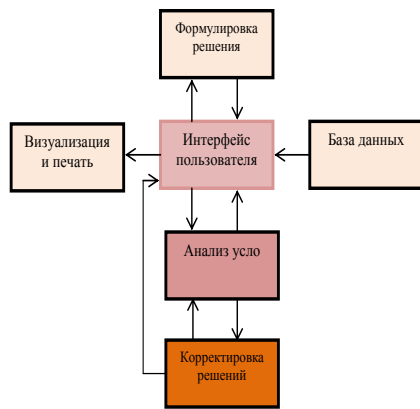 Формулировка
решения
Визуализация
и печать
Интерфейс
пользователя
База данных
Анализ усло
Корректировка
решений